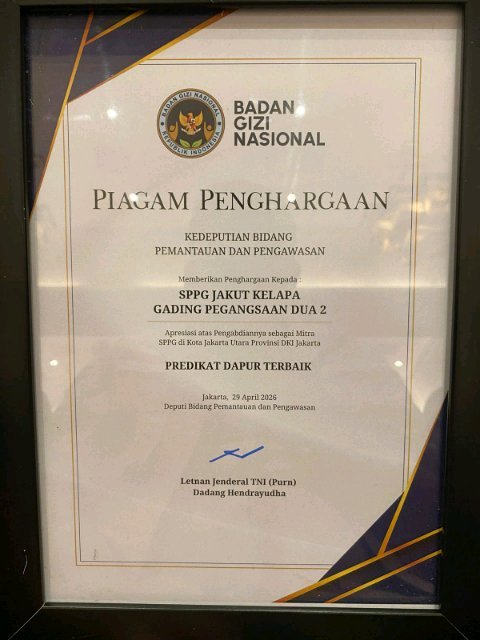 BADAN GIZI NASIONAL
REPUBLIK INDONESIA
BADAN
GIZI
NASIONAL
PIAGAM PENGHARGAAN
KEDEPUTIAN BIDANG
PEMANTAUAN DAN PENGAWASAN
Memberikan Penghargaan Kepada :
SPPG JAKUT KELAPA
GADING PEGANGSAAN DUA 2
Apresiasi atas Pengabdiannya sebagai Mitra
SPPG di Kota Jakarta Utara Provinsi DKI Jakarta
PREDIKAT DAPUR TERBAIK
Jakarta, 29 April 2026
Deputi Bidang Pemantauan dan Pengawasan
Letnan Jenderal TNI (Purn)
Dadang Hendrayudha